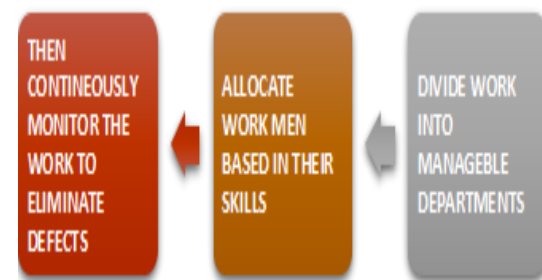 THEN
CONTINEOUSLY
MONITOR THE
WORK TO
ELIMINATE
DEFECTS
ALLOCATE
WORK MEN
BASED IN THEIR
SKILLS
DIVIDE WORK
INTO
MANAGEBLE
DEPARTMENTS